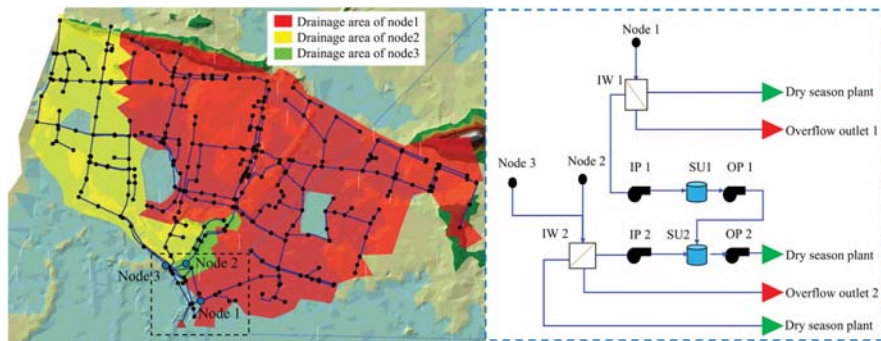 Drainage area of node1
Drainage area of node2
Drainage area of node3
Node 3
Node 2
Node 1
Node 1
IW 1
Dry season plant
Overflow outlet 1
Node 3
Node 2
IP 1
SU1
OP 1
IW 2
IP 2
SU2
OP 2
Dry season plant
Overflow outlet 2
Dry season plant